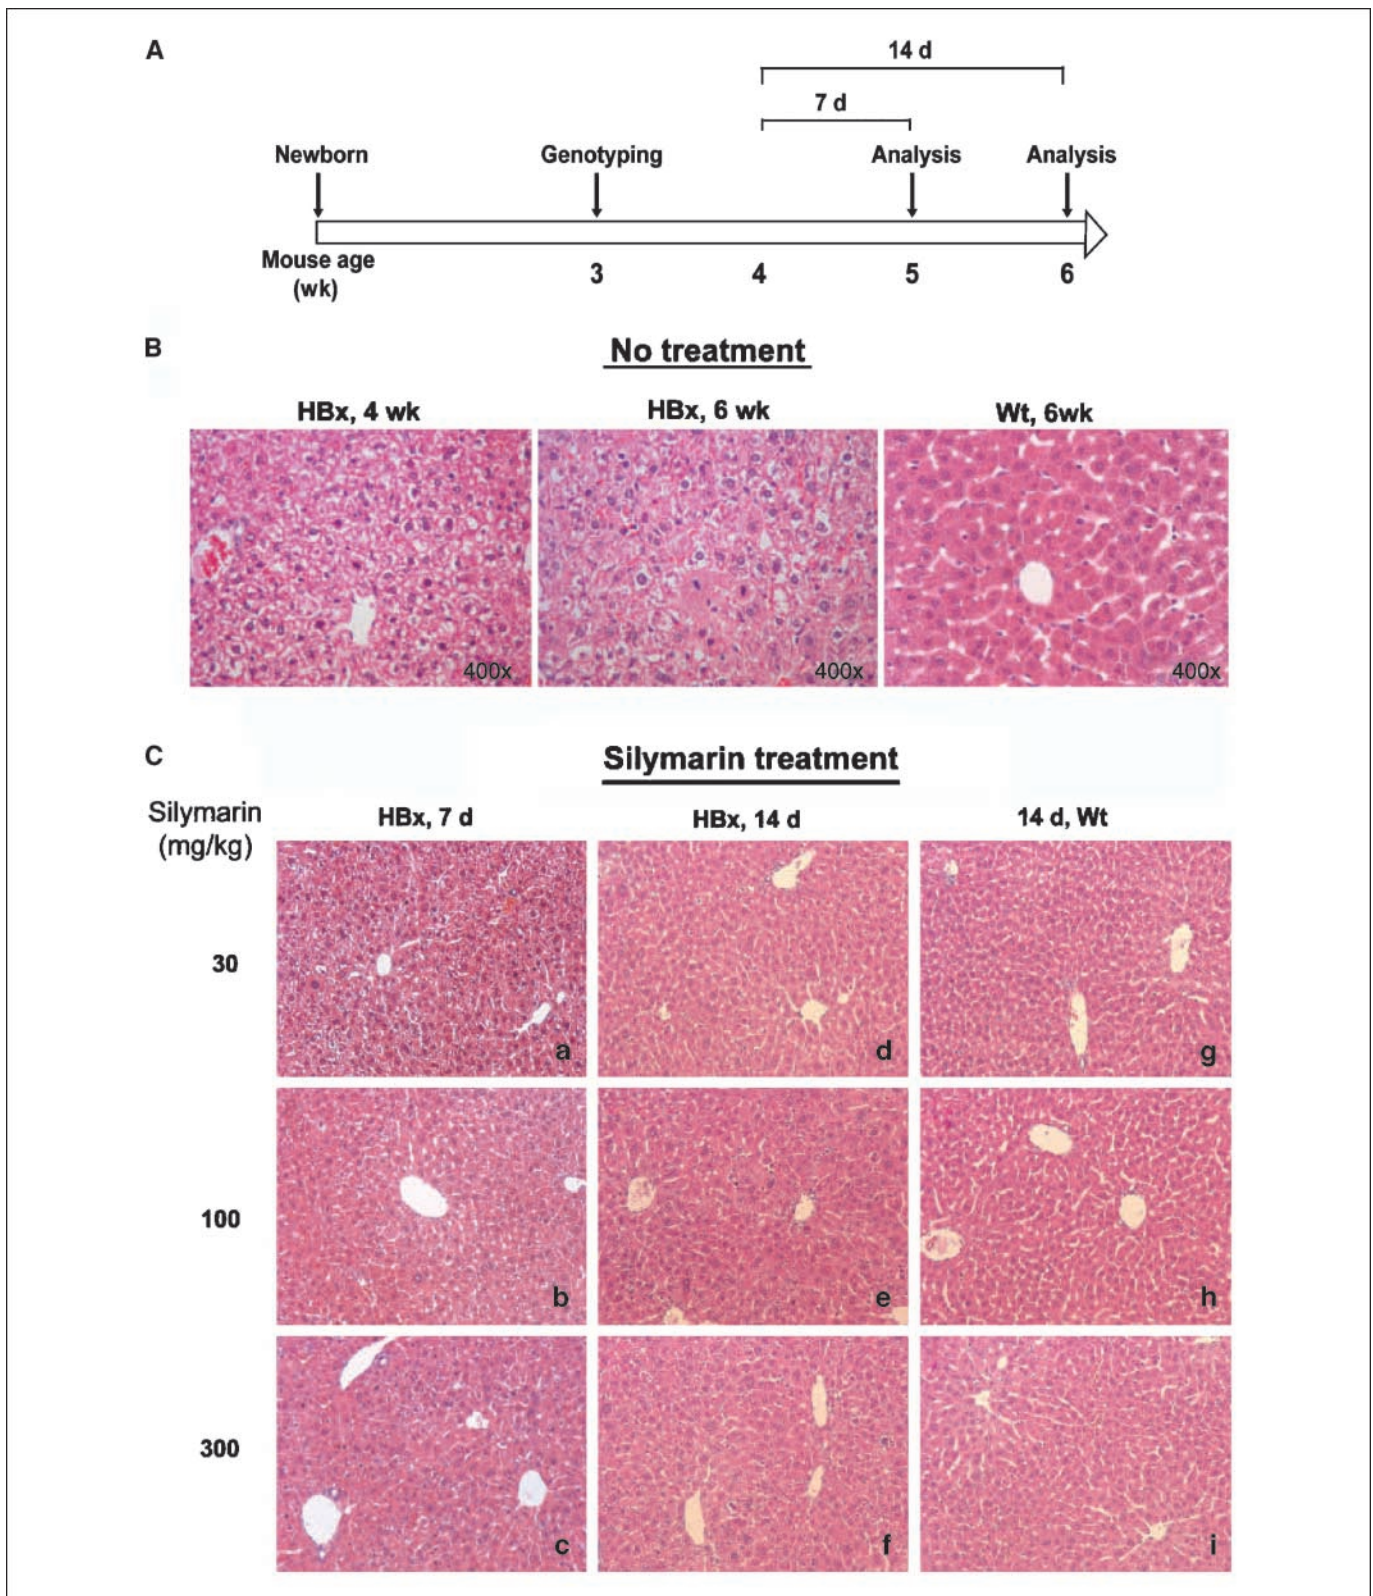 A
14 d
7 d
Newborn Genotyping Analysis Analysis
Mouse age
(wk)
3 4 5 6
B
No treatment
HBx, 4 wk HBx, 6 wk Wt, 6wk
400x 400x 400x
C
Silymarin treatment
Silymarin
(mg/kg)
HBx, 7 d HBx, 14 d 14 d, Wt
30
a d g
100
b e h
300
c f i